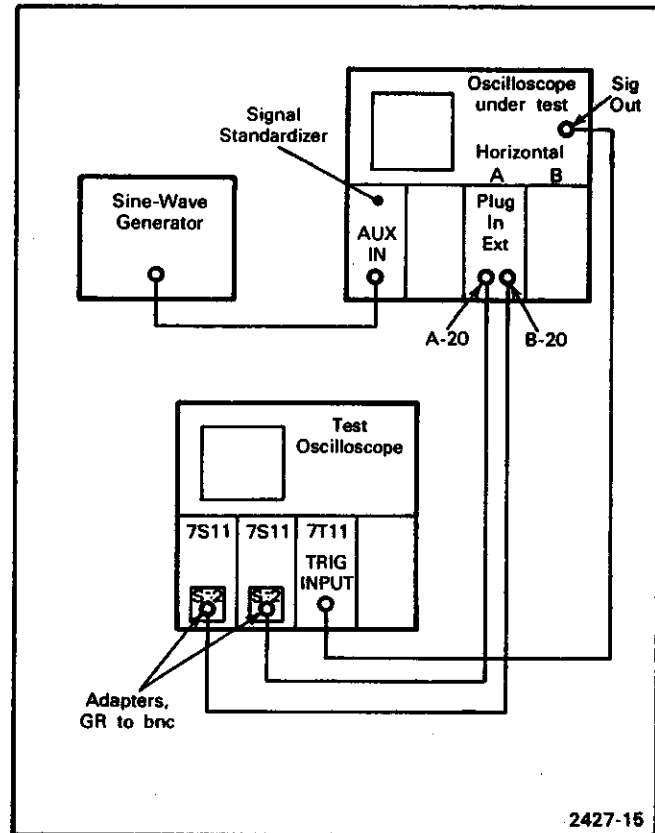 Oscilloscope
under test
Sig
Out
Signal
Standardizer
Horizontal
A B
Sine-Wave
Generator
AUX
IN
Plug
In
Ext
A-20 B-20
Test
Oscilloscope
7S11 7S11 7T11
TRIG
INPUT
Adapters,
GR to bnc
2427-15